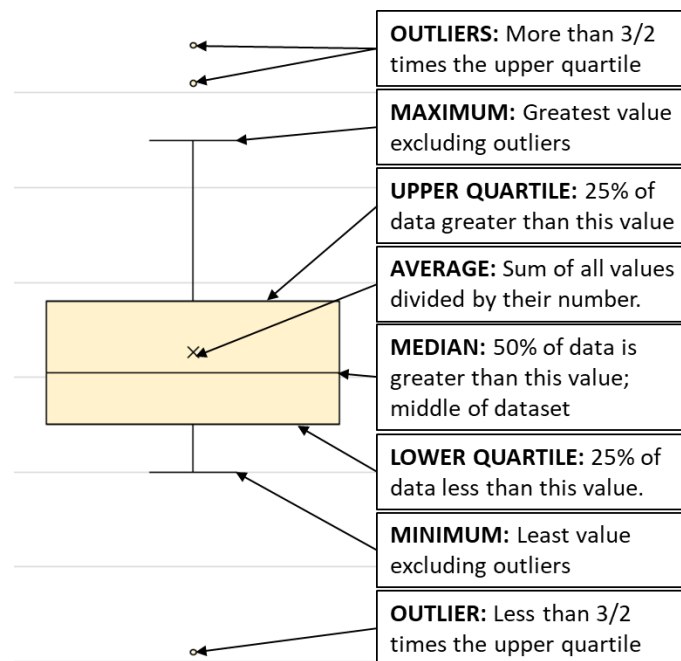 OUTLIERS: More than 3/2
times the upper quartile
MAXIMUM: Greatest value
excluding outliers
UPPER QUARTILE: 25% of
data greater than this value
AVERAGE: Sum of all values
divided by their number.
MEDIAN: 50% of data is
greater than this value;
middle of dataset
LOWER QUARTILE: 25% of
data less than this value.
MINIMUM: Least value
excluding outliers
OUTLIER: Less than 3/2
times the upper quartile